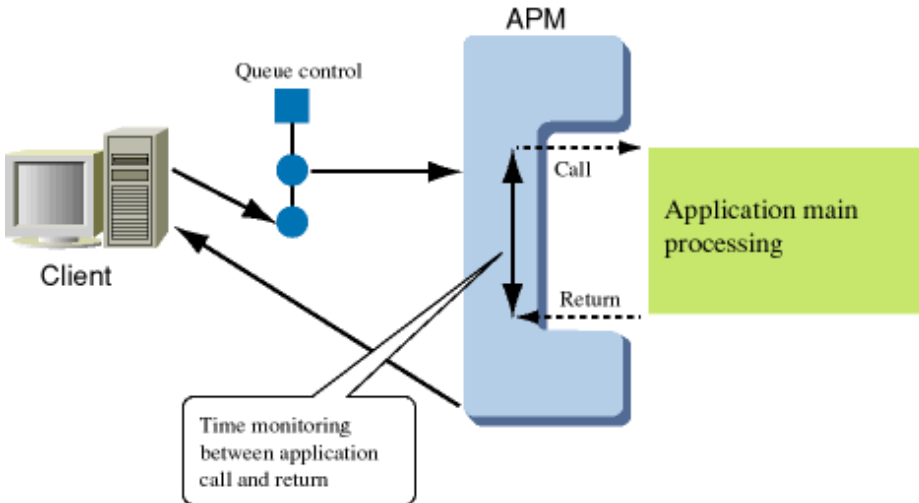 APM
Queue control
Call
Application main
processing
Client
Return
Time monitoring
between application
call and return